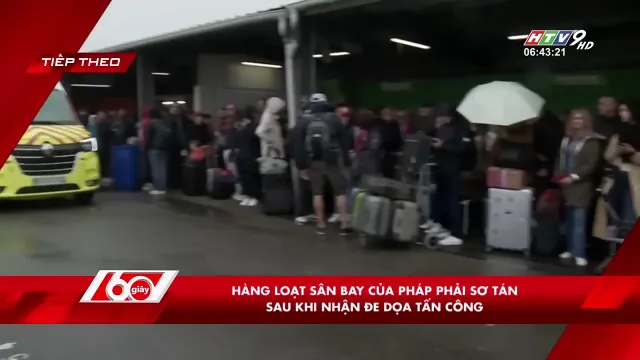 TIẾP THEO
HTV9 HD
06:43:21
60 giây
HÀNG LOẠT SÂN BAY CỦA PHÁP PHẢI SƠ TÁN
SAU KHI NHẬN ĐE DỌA TẤN CÔNG